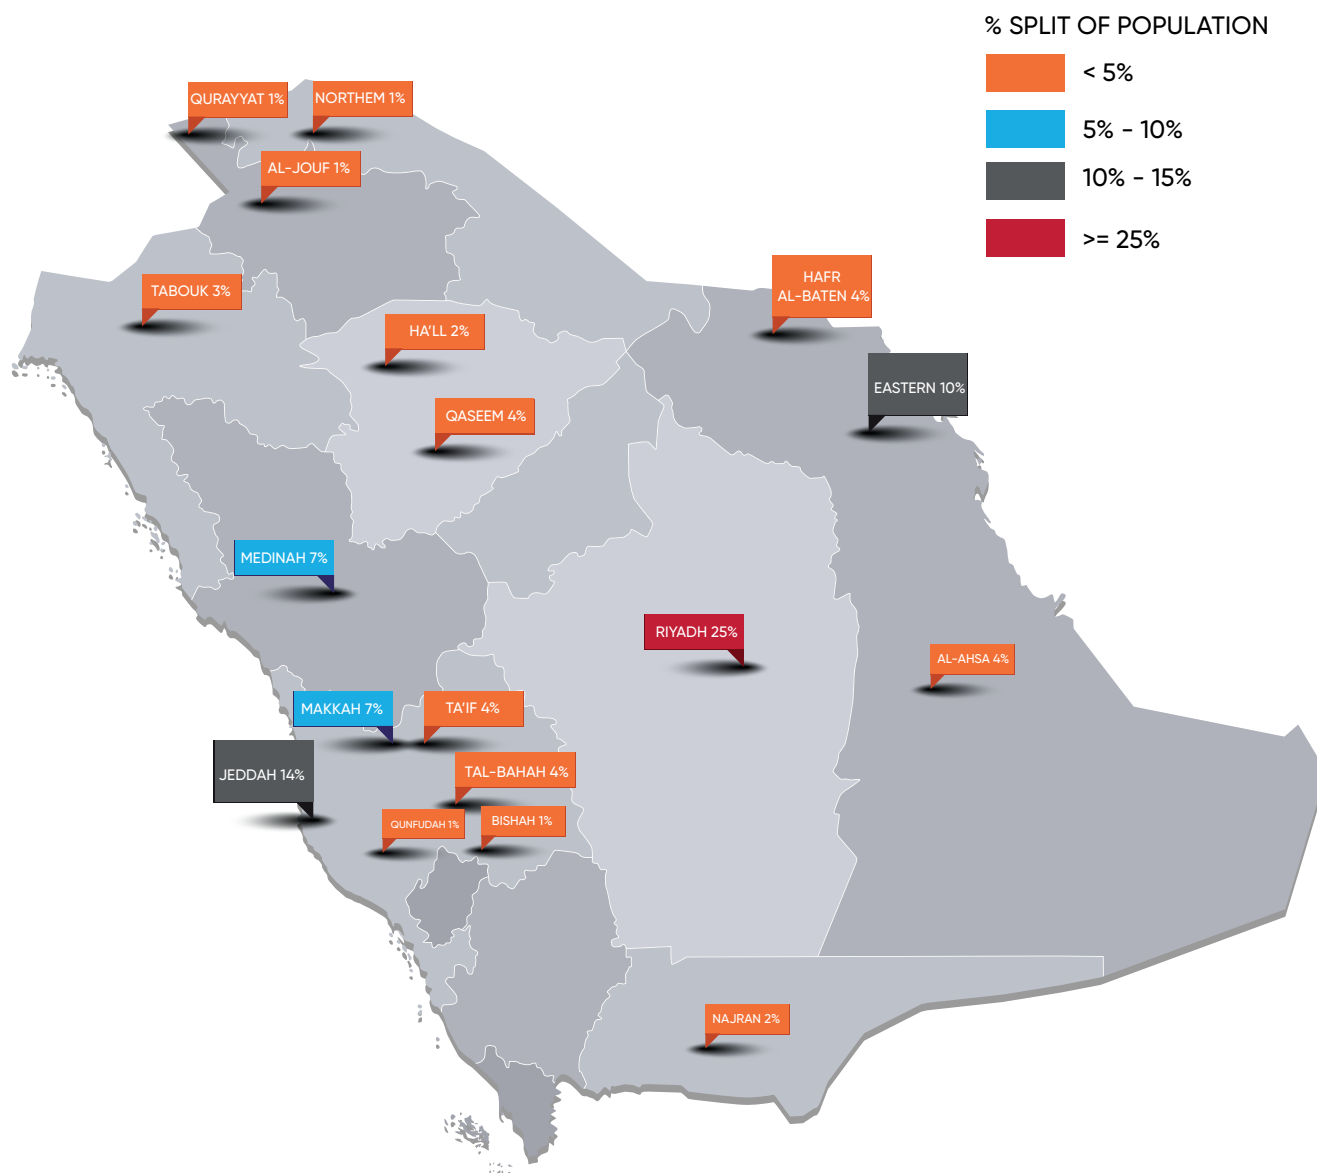 % SPLIT OF POPULATION
< 5%
5% - 10%
10% - 15%
>= 25%
QURAYYAT 1%
NORTHEM 1%
AL-JOUF 1%
TABOUK 3%
HAFR
AL-BATEN 4%
HA'LL 2%
EASTERN 10%
QASEEM 4%
MEDINAH 7%
RIYADH 25%
AL-AHSA 4%
MAKKAH 7%
TA'IF 4%
JEDDAH 14%
TAL-BAHAH 4%
QUNFUDAH 1%
BISHAH 1%
NAJRAN 2%